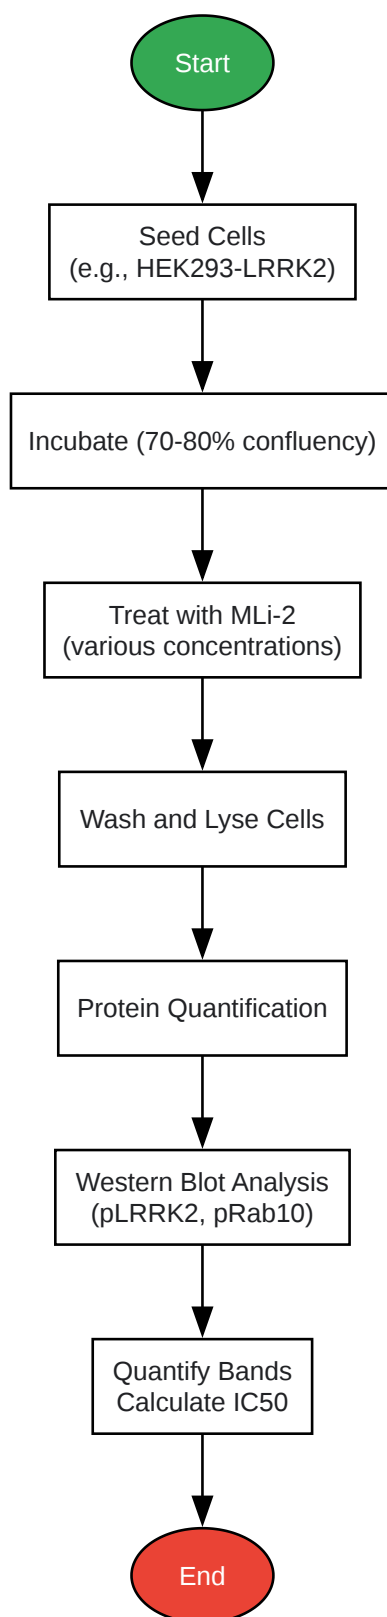 Start
Seed Cells
(e.g., HEK293-LRRK2)
Incubate (70-80% confluency)
Treat with MLi-2
(various concentrations)
Wash and Lyse Cells
Protein Quantification
Western Blot Analysis
(pLRRK2, pRab10)
Quantify Bands
Calculate IC50
End